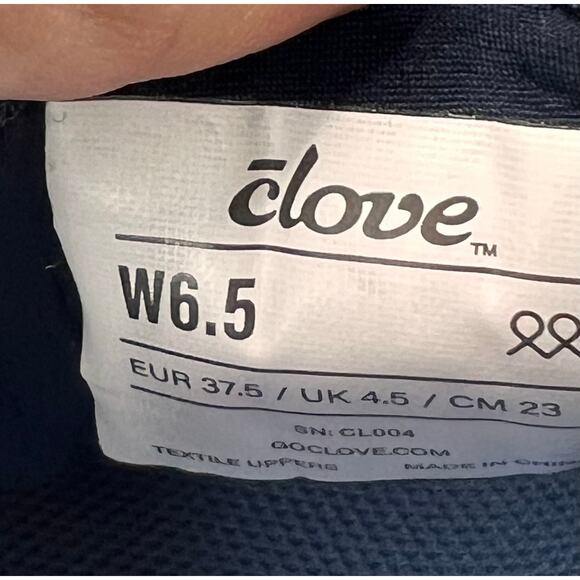 clove™
W6.5
EUR 37.5 / UK 4.5 / CM 23
SN: CL004
GOCLOVE.COM
TEXTILE UPPERS MADE IN CHIN